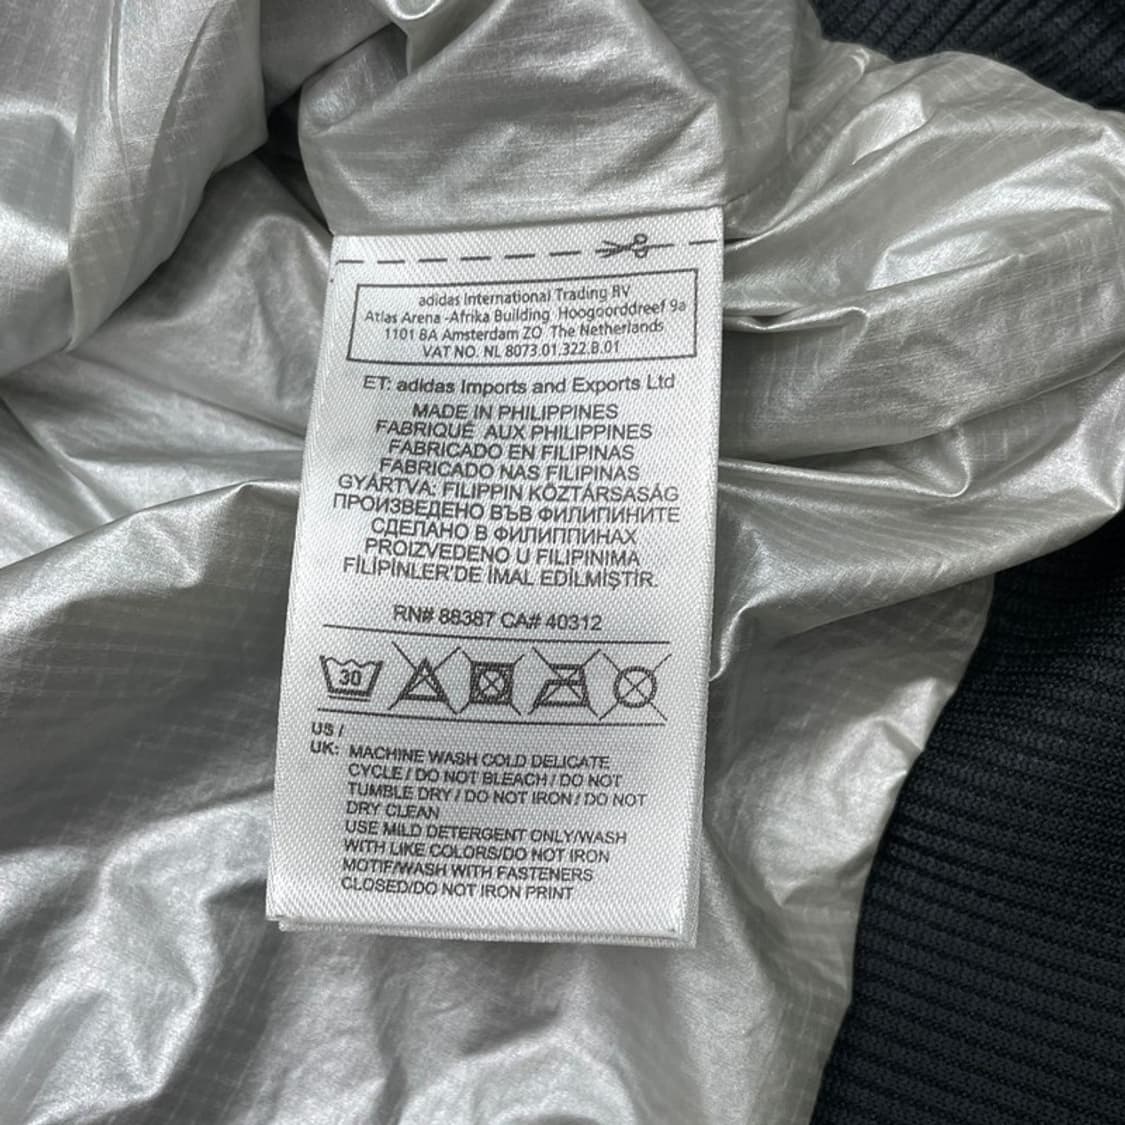 adidas International Trading BV
Atlas Arena -Afrika Building Hoogoorddreef 9a
1101 BA Amsterdam ZO The Netherlands
VAT NO. NL 8073.01.322.B.01
ET: adidas Imports and Exports Ltd
MADE IN PHILIPPINES
FABRIQUÉ AUX PHILIPPINES
FABRICADO EN FILIPINAS
FABRICADO NAS FILIPINAS
GYÁRTVA: FILIPPIN KÖZTÁRSASÁG
ПРОИЗВЕДЕНО ВЪВ ФИЛИПИНИТЕ
СДЕЛАНО В ФИЛИППИНАХ
PROIZVEDENO U FILIPINIMA
FİLİPİNLER'DE İMAL EDİLMİŞTİR.
RN# 88387 CA# 40312
30
US /
UK: MACHINE WASH COLD DELICATE
CYCLE / DO NOT BLEACH / DO NOT
TUMBLE DRY / DO NOT IRON / DO NOT
DRY CLEAN
USE MILD DETERGENT ONLY/WASH
WITH LIKE COLORS/DO NOT IRON
MOTIF/WASH WITH FASTENERS
CLOSED/DO NOT IRON PRINT